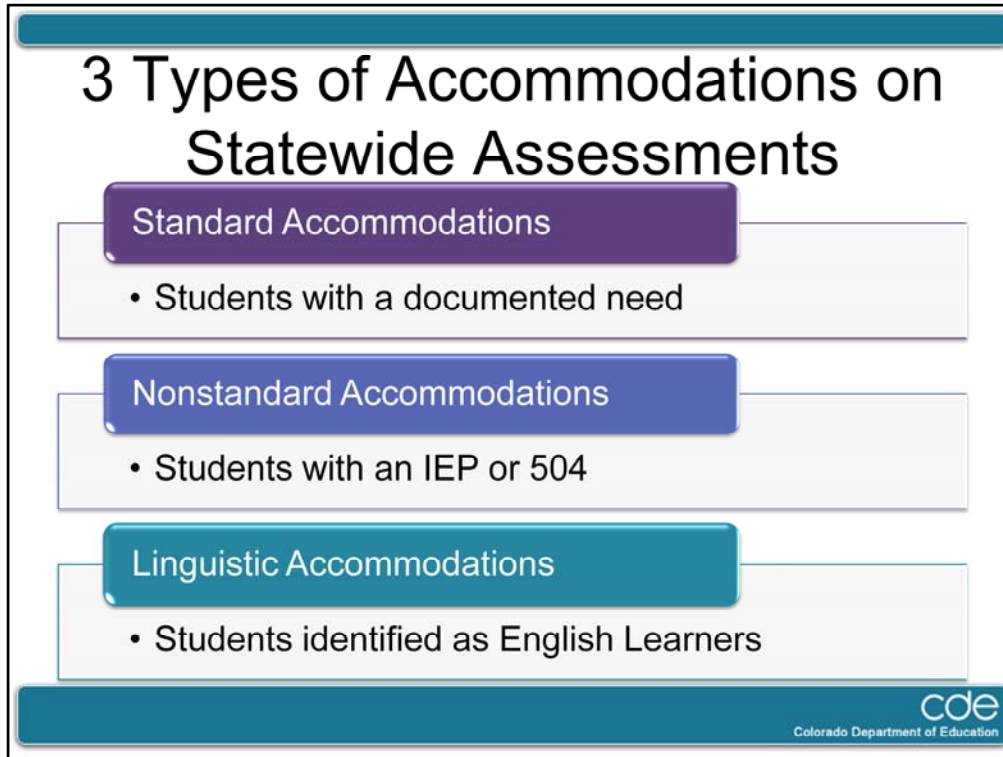 3 Types of Accommodations on
Statewide Assessments
Standard Accommodations
• Students with a documented need
Nonstandard Accommodations
• Students with an IEP or 504
Linguistic Accommodations
• Students identified as English Learners
cde
Colorado Department of Education